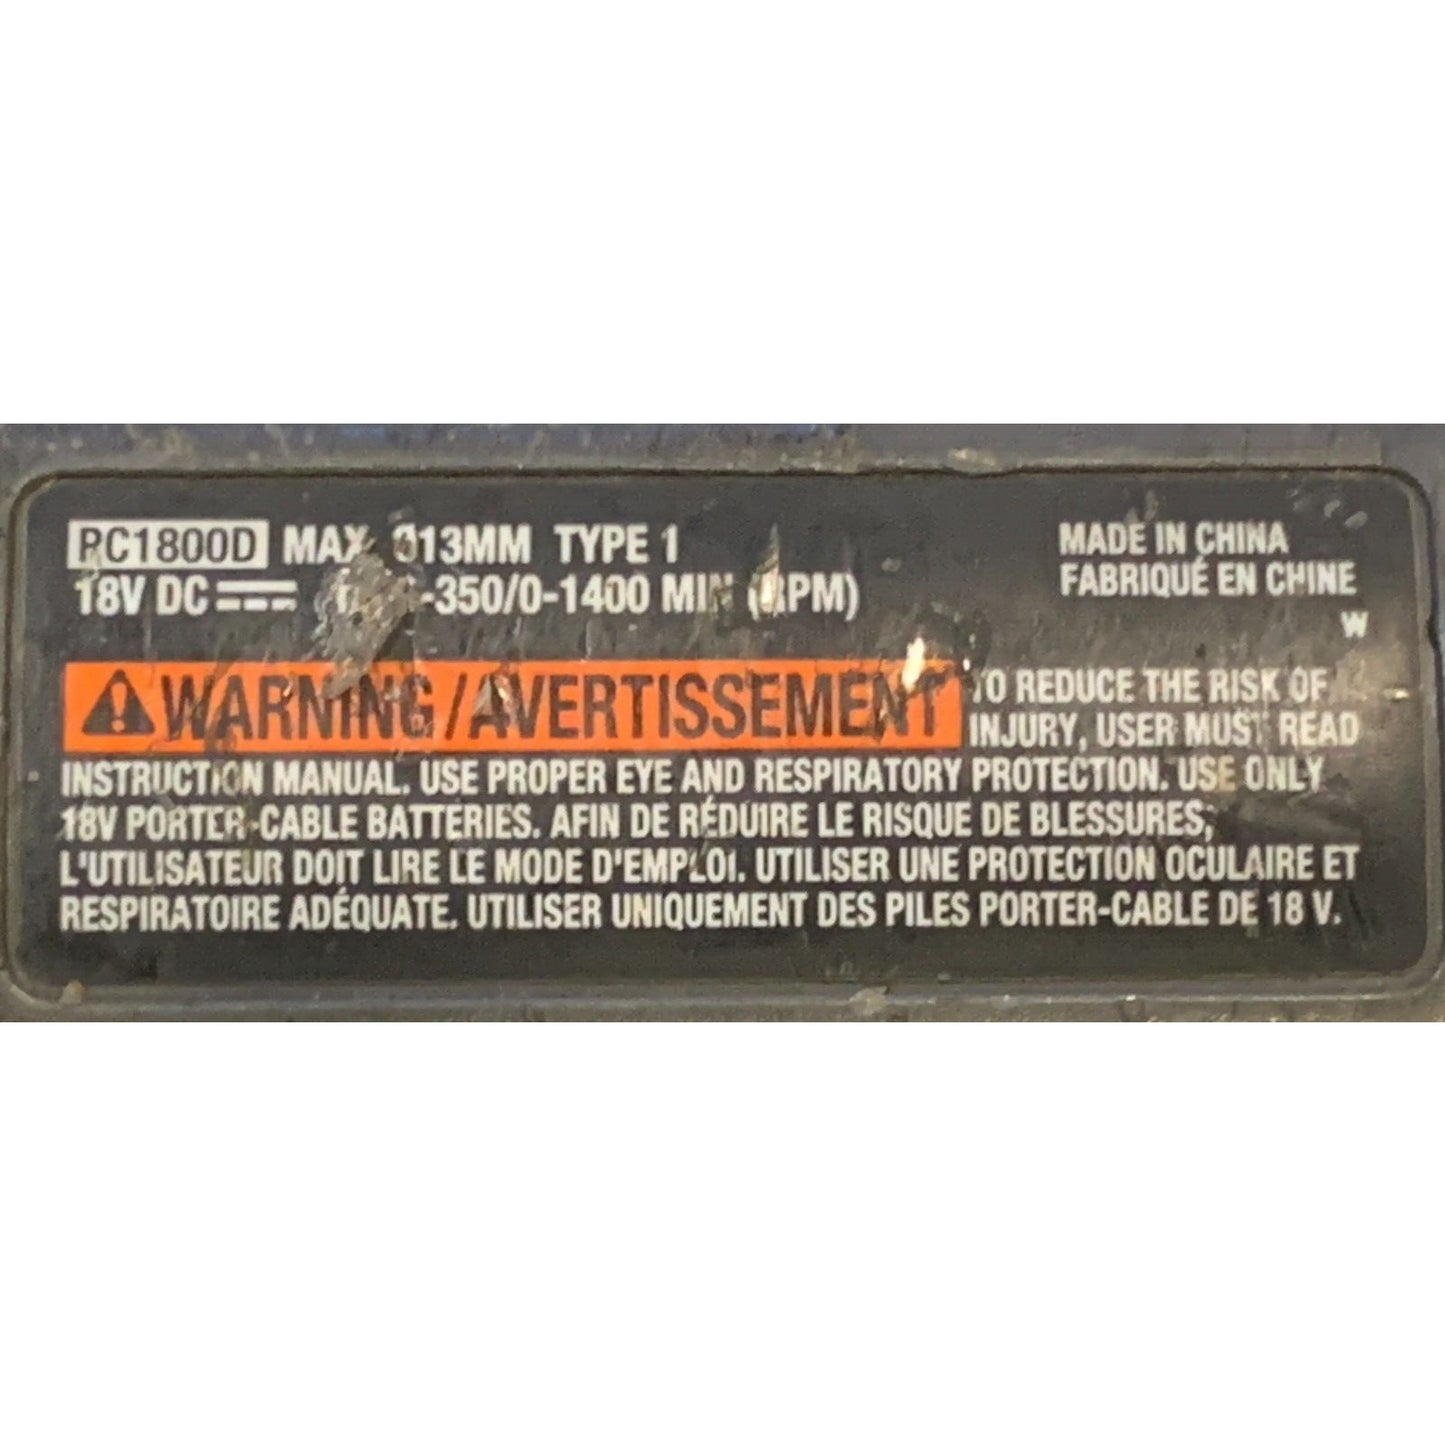 PC1800D MAX Ø13MM TYPE 1
18V DC 0-350/0-1400 MIN (RPM)
MADE IN CHINA
FABRIQUÉ EN CHINE
W
WARNING/AVERTISSEMENT TO REDUCE THE RISK OF
INJURY, USER MUST READ
INSTRUCTION MANUAL. USE PROPER EYE AND RESPIRATORY PROTECTION. USE ONLY
18V PORTER-CABLE BATTERIES. AFIN DE RÉDUIRE LE RISQUE DE BLESSURES,
L'UTILISATEUR DOIT LIRE LE MODE D'EMPLOI. UTILISER UNE PROTECTION OCULAIRE ET
RESPIRATOIRE ADÉQUATE. UTILISER UNIQUEMENT DES PILES PORTER-CABLE DE 18 V.